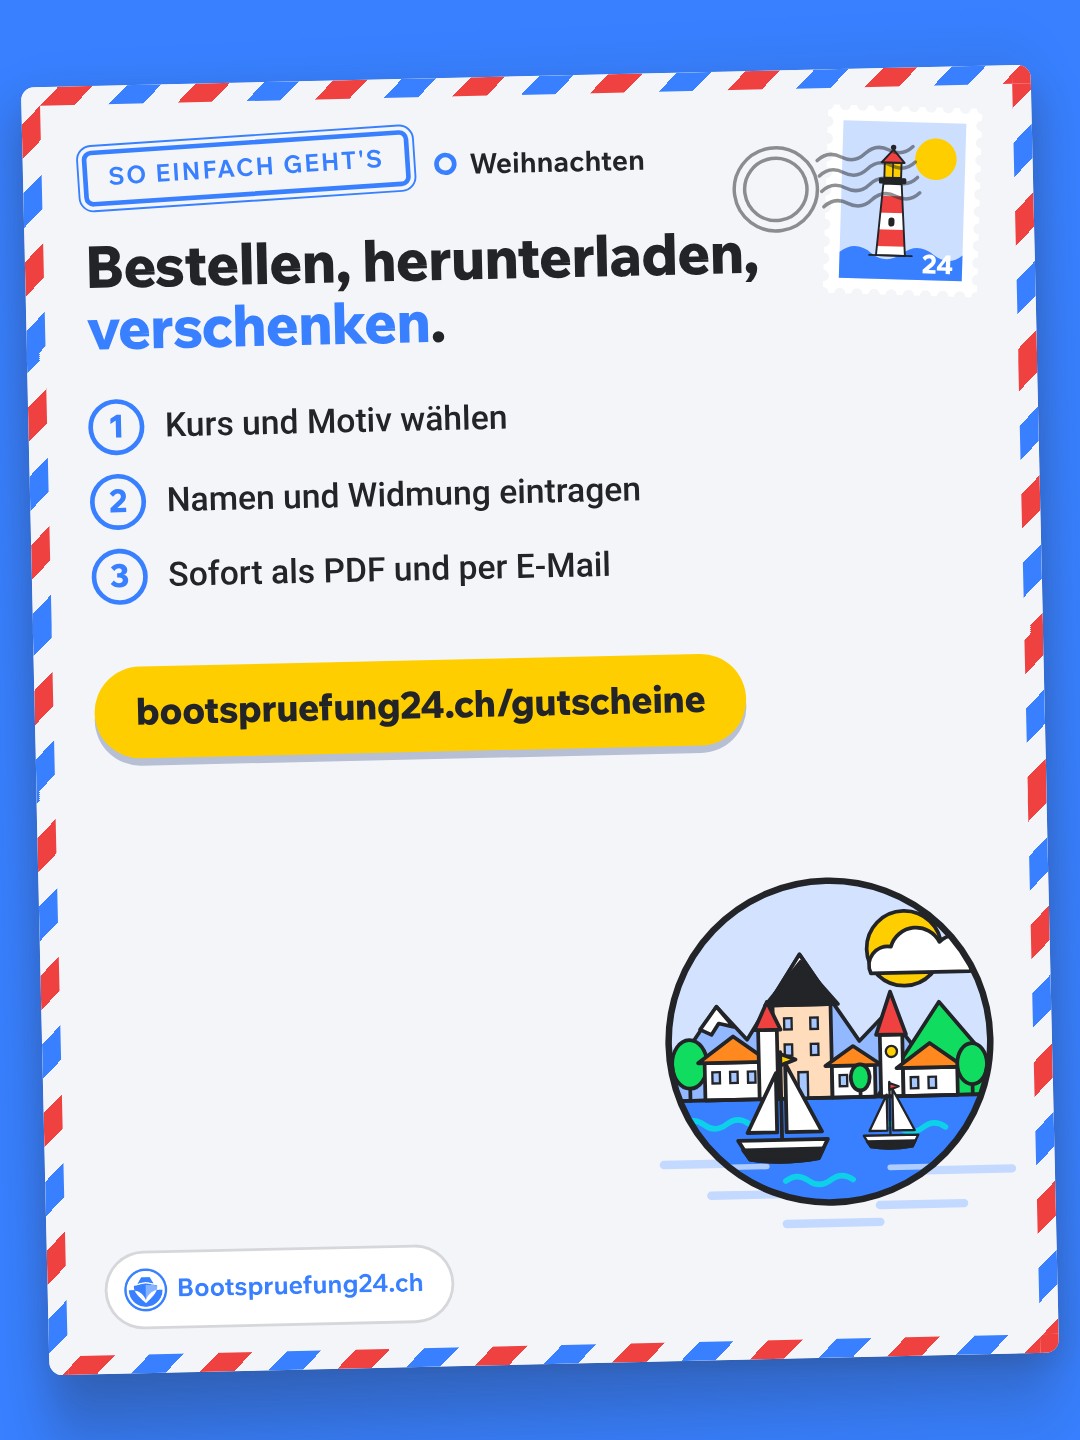 SO EINFACH GEHT'S
Weihnachten
24
Bestellen, herunterladen,
verschenken.
1 Kurs und Motiv wählen
2 Namen und Widmung eintragen
3 Sofort als PDF und per E-Mail
bootspruefung24.ch/gutscheine
Bootspruefung24.ch